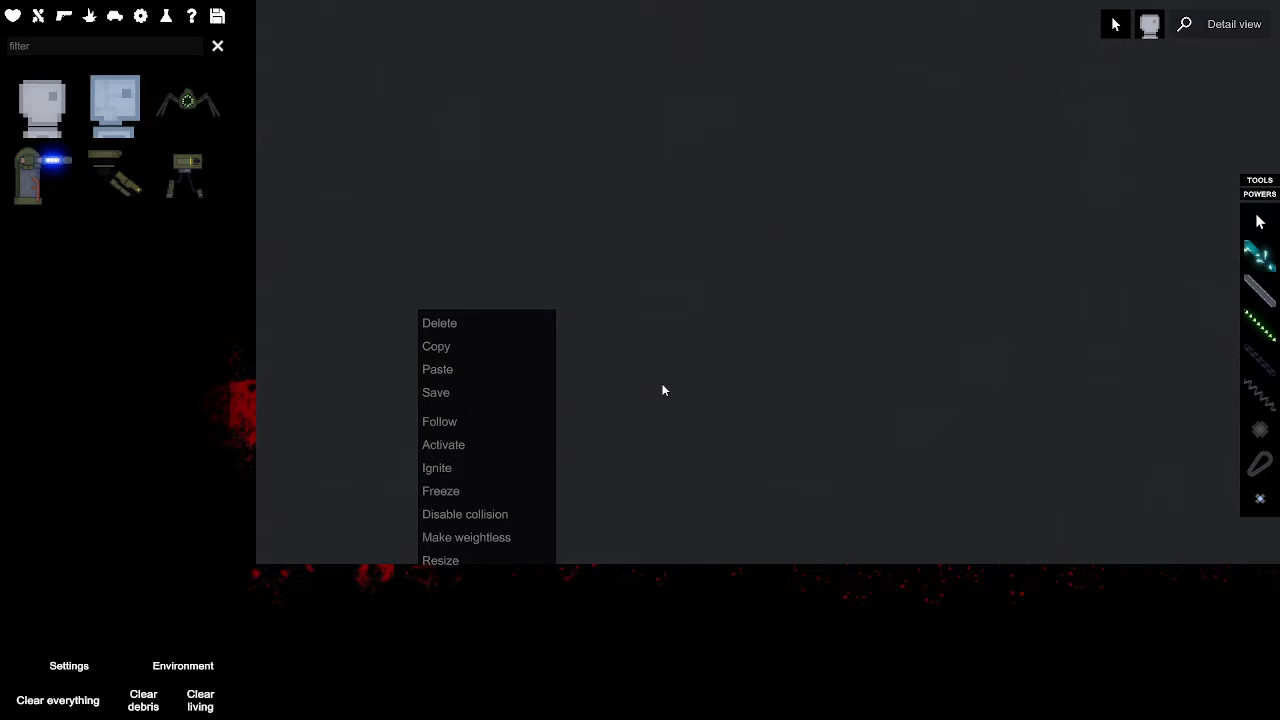 filter
Detail view
TOOLS
POWERS
Delete
Copy
Paste
Save
Follow
Activate
Ignite
Freeze
Disable collision
Make weightless
Resize
Settings
Environment
Clear everything
Clear
debris
Clear
living